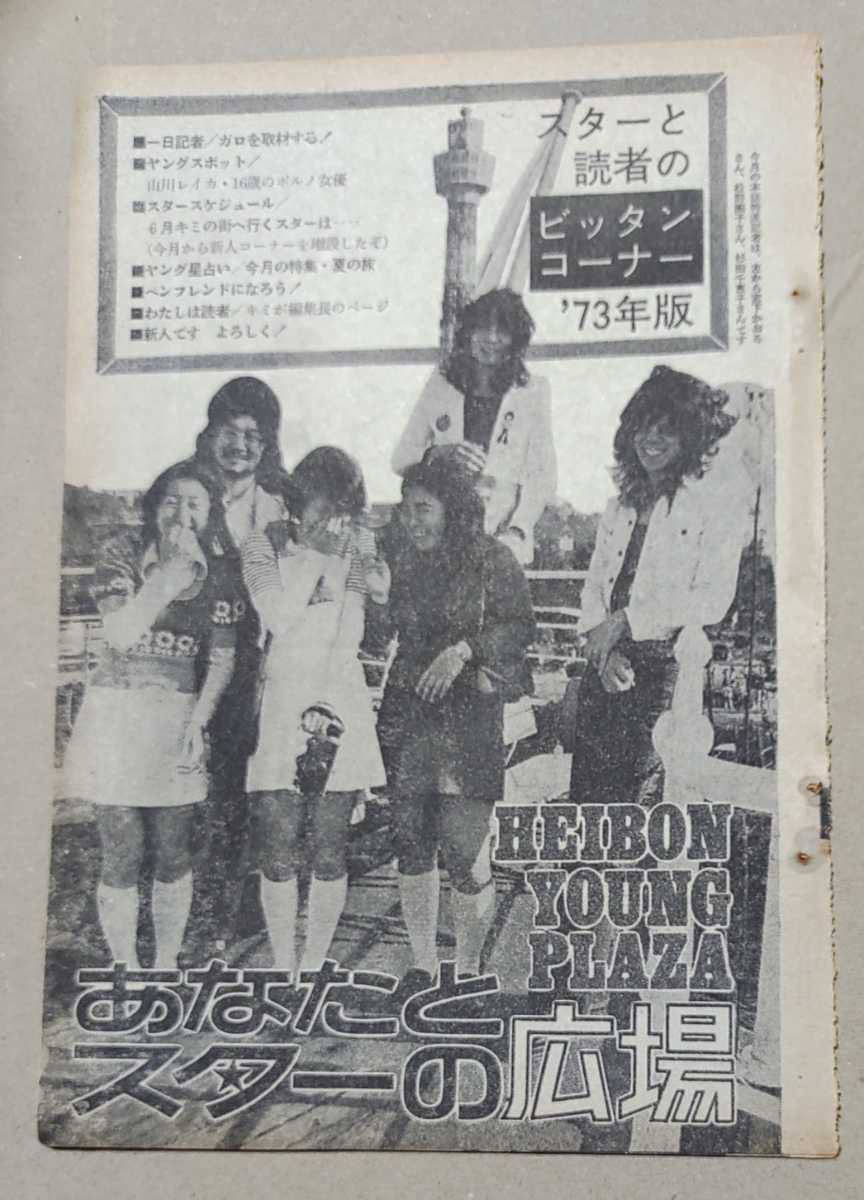 スターと
読者の
ビッタン
コーナー
'73年版
■一日記者/ガロを取材する!
■ヤングスポット/
山川レイカ・16歳のポルノ女優
■スタースケジュール/
6月キミの街へ行くスターは‥‥
(今月から新人コーナーを増設したぞ)
■ヤング星占い/今月の特集・夏の旅
■ペンフレンドになろう!
■わたしは読者/キミが編集長のページ
■新人です よろしく!
HEIBON
YOUNG
PLAZA
あなたと
スターの広場